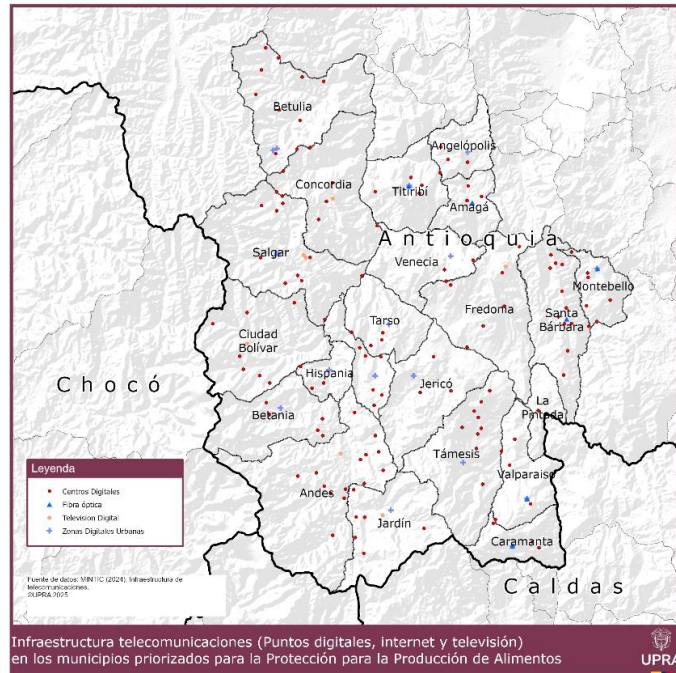 Betulia
Angelópolis
Concordia
Titiribí
Amagá
Antioquia
Salgar
Venecia
Montebello
Fredonia
Santa
Bárbara
Tarso
Ciudad
Bolívar
Hispania
Chocó
Jericó
La
Pintada
Betania
Támesis
Valparaiso
Andes
Jardín
Caramanta
Caldas
Leyenda
Centros Digitales
Fibra óptica
Television Digital
Zonas Digitales Urbanas
Fuente de datos: MINTIC (2024). Infraestructura de
telecomunicaciones.
©UPRA 2025
Infraestructura telecomunicaciones (Puntos digitales, internet y televisión)
en los municipios priorizados para la Protección para la Producción de Alimentos
UPRA